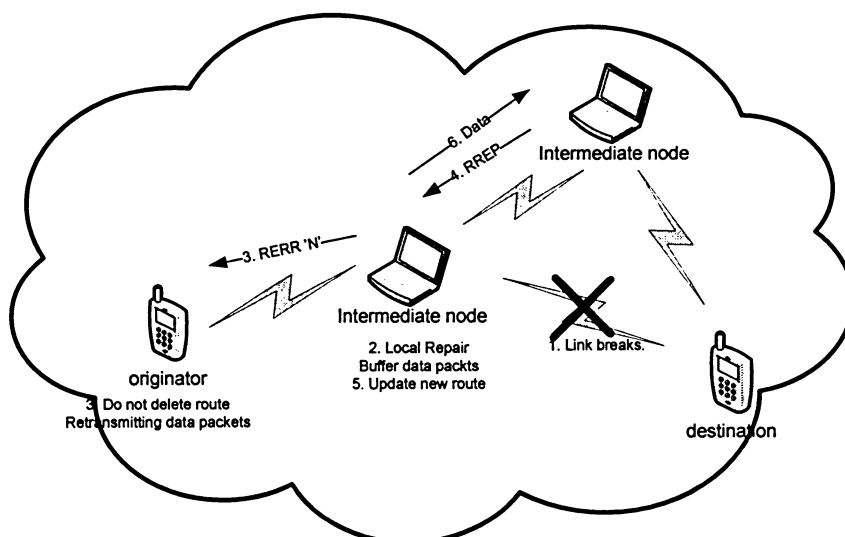 6. Data
4. RREP
Intermediate node
3. RERR 'N'
Intermediate node
2. Local Repair
Buffer data packts
5. Update new route
1. Link breaks.
originator
3. Do not delete route
Retransmitting data packets
destination